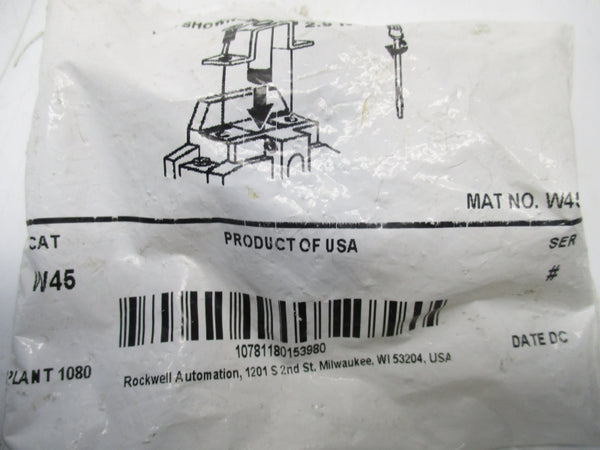 MAT NO. W45
CAT
PRODUCT OF USA
SER
W45
#
10781180153980
PLANT 1080
DATE DC
Rockwell Automation, 1201 S 2nd St. Milwaukee, WI 53204, USA